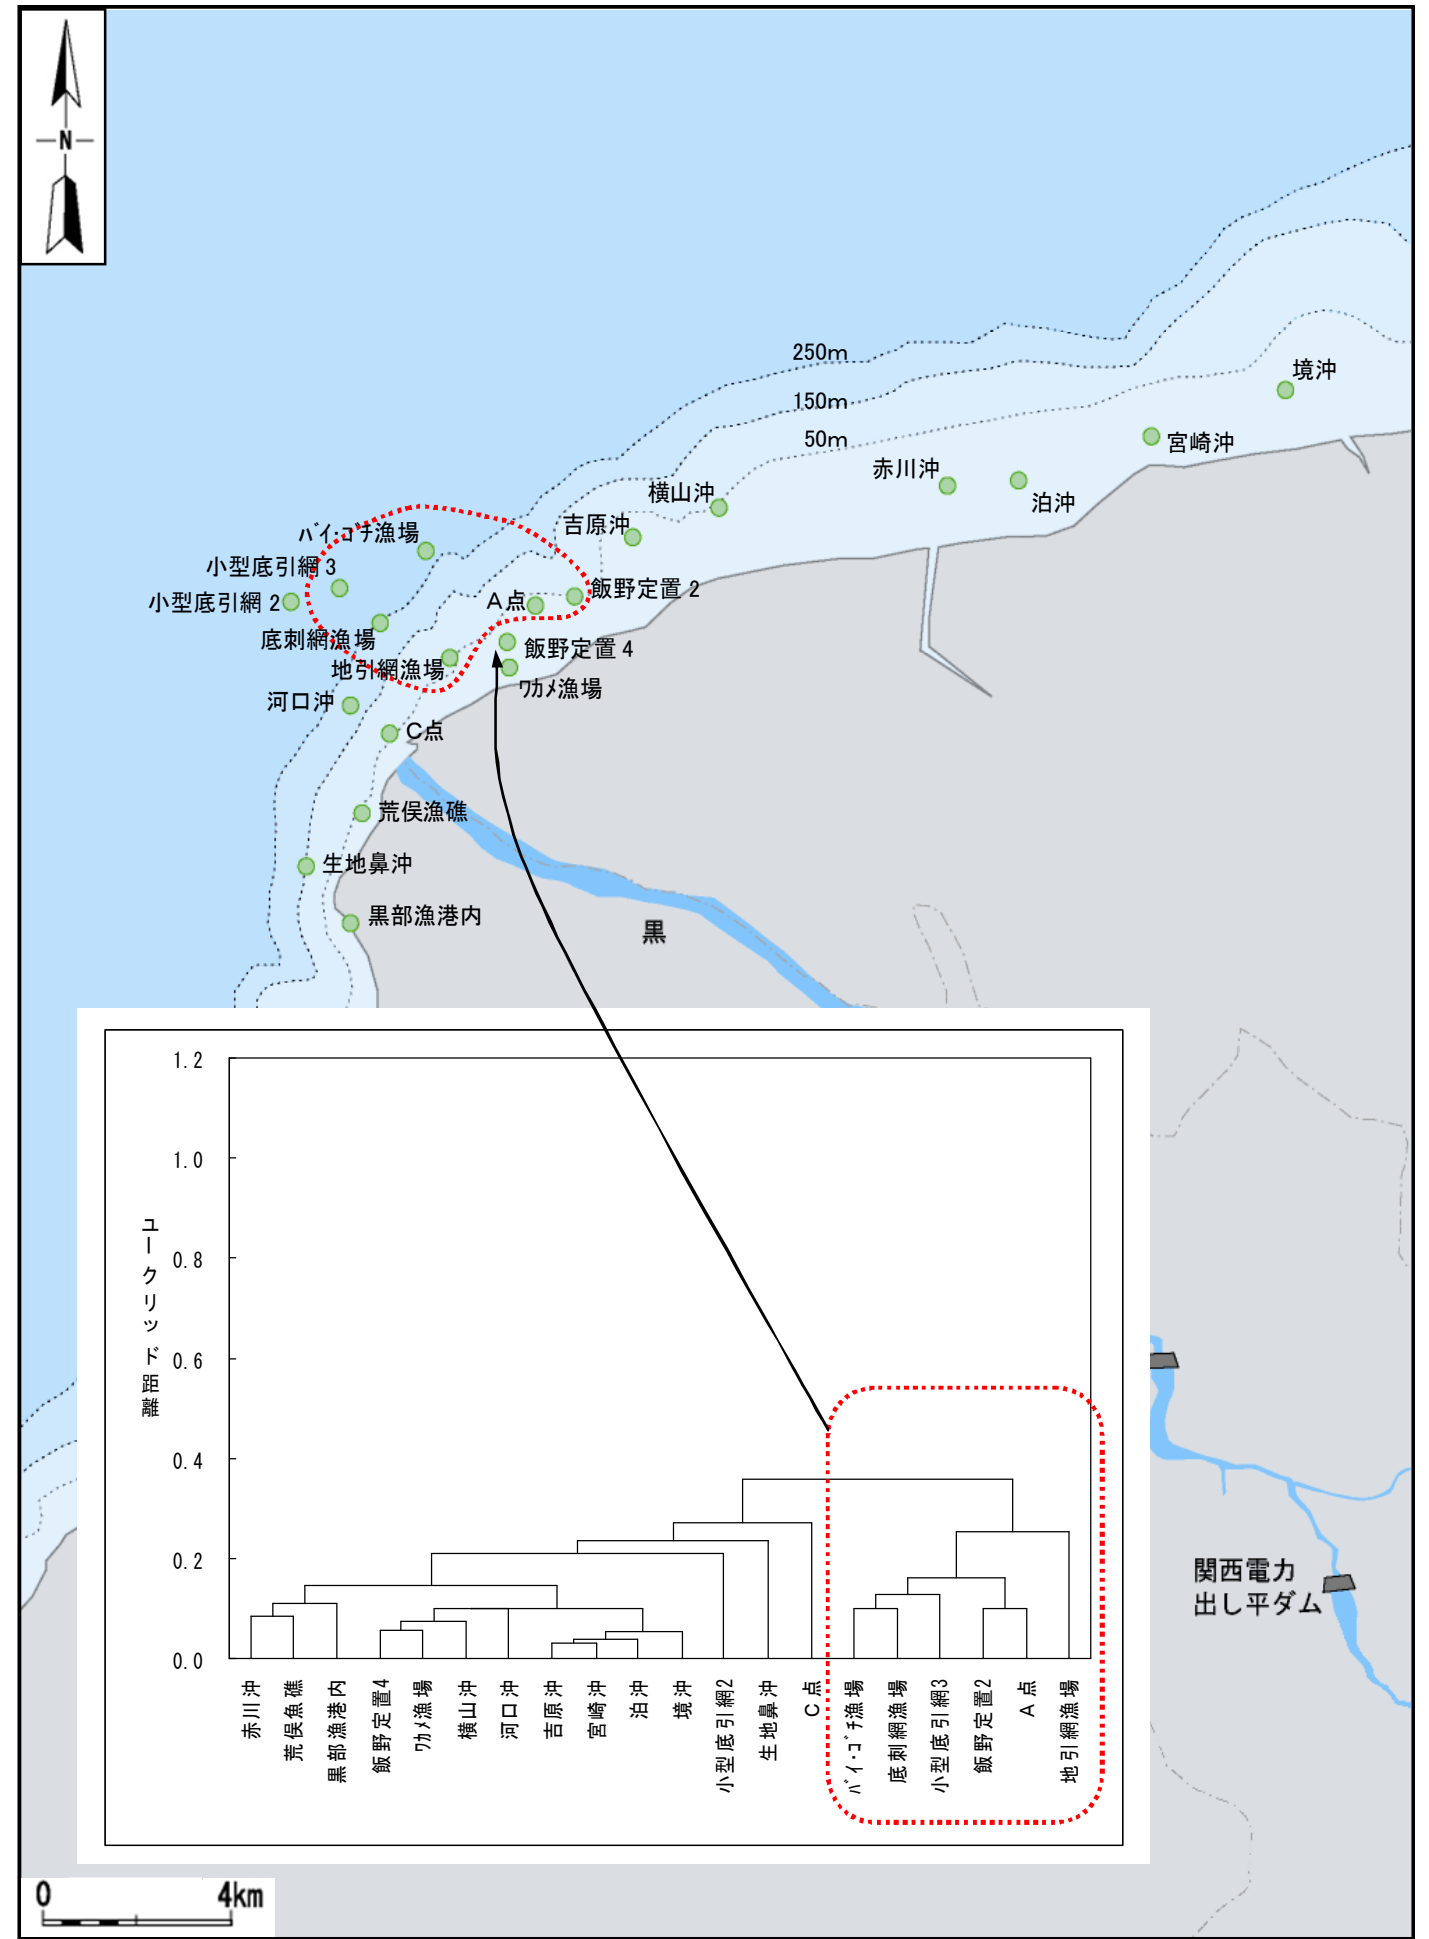 N
250m
150m
50m
境沖
宮崎沖
赤川沖
泊沖
横山沖
吉原沖
ﾊﾞｲ･ｺﾞﾁ漁場
小型底引網3
小型底引網2
A点
飯野定置2
底刺網漁場
飯野定置4
地引網漁場
ﾜｶﾒ漁場
河口沖
C点
荒俣漁礁
生地鼻沖
黒部漁港内
黒
1.2
1.0
0.8
0.6
0.4
0.2
0.0
ユークリッド距離
赤川沖
荒俣魚礁
黒部漁港内
飯野定置4
ﾜｶﾒ漁場
横山沖
河口沖
吉原沖
宮崎沖
泊沖
境沖
小型底引網2
生地鼻沖
C点
ﾊﾞｲ･ｺﾞﾁ漁場
底刺網漁場
小型底引網3
飯野定置2
A点
地引網漁場
関西電力
出し平ダム
0 4km